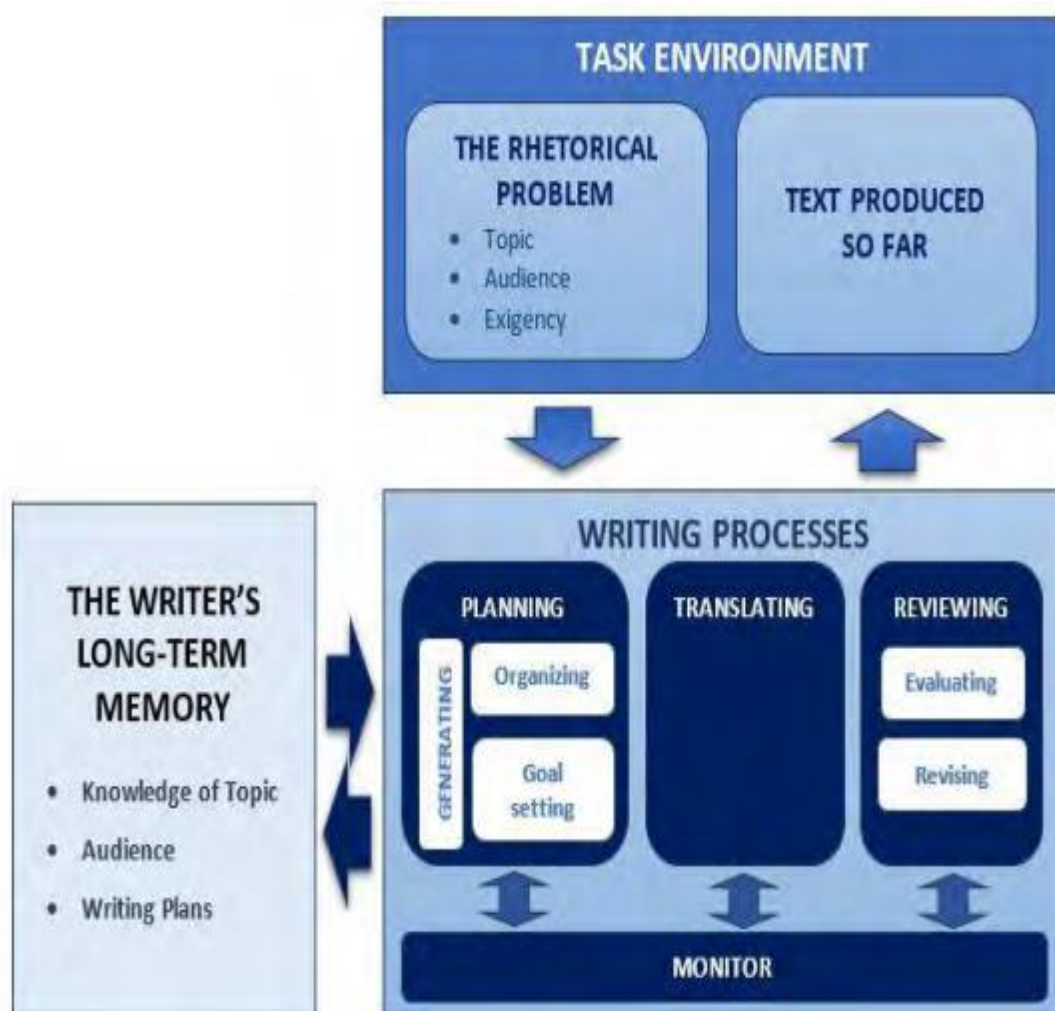 TASK ENVIRONMENT
THE RHETORICAL
PROBLEM
• Topic
• Audience
• Exigency
TEXT PRODUCED
SO FAR
THE WRITER'S
LONG-TERM
MEMORY
• Knowledge of Topic
• Audience
• Writing Plans
WRITING PROCESSES
PLANNING
GENERATING
Organizing
Goal
setting
TRANSLATING
REVIEWING
Evaluating
Revising
MONITOR